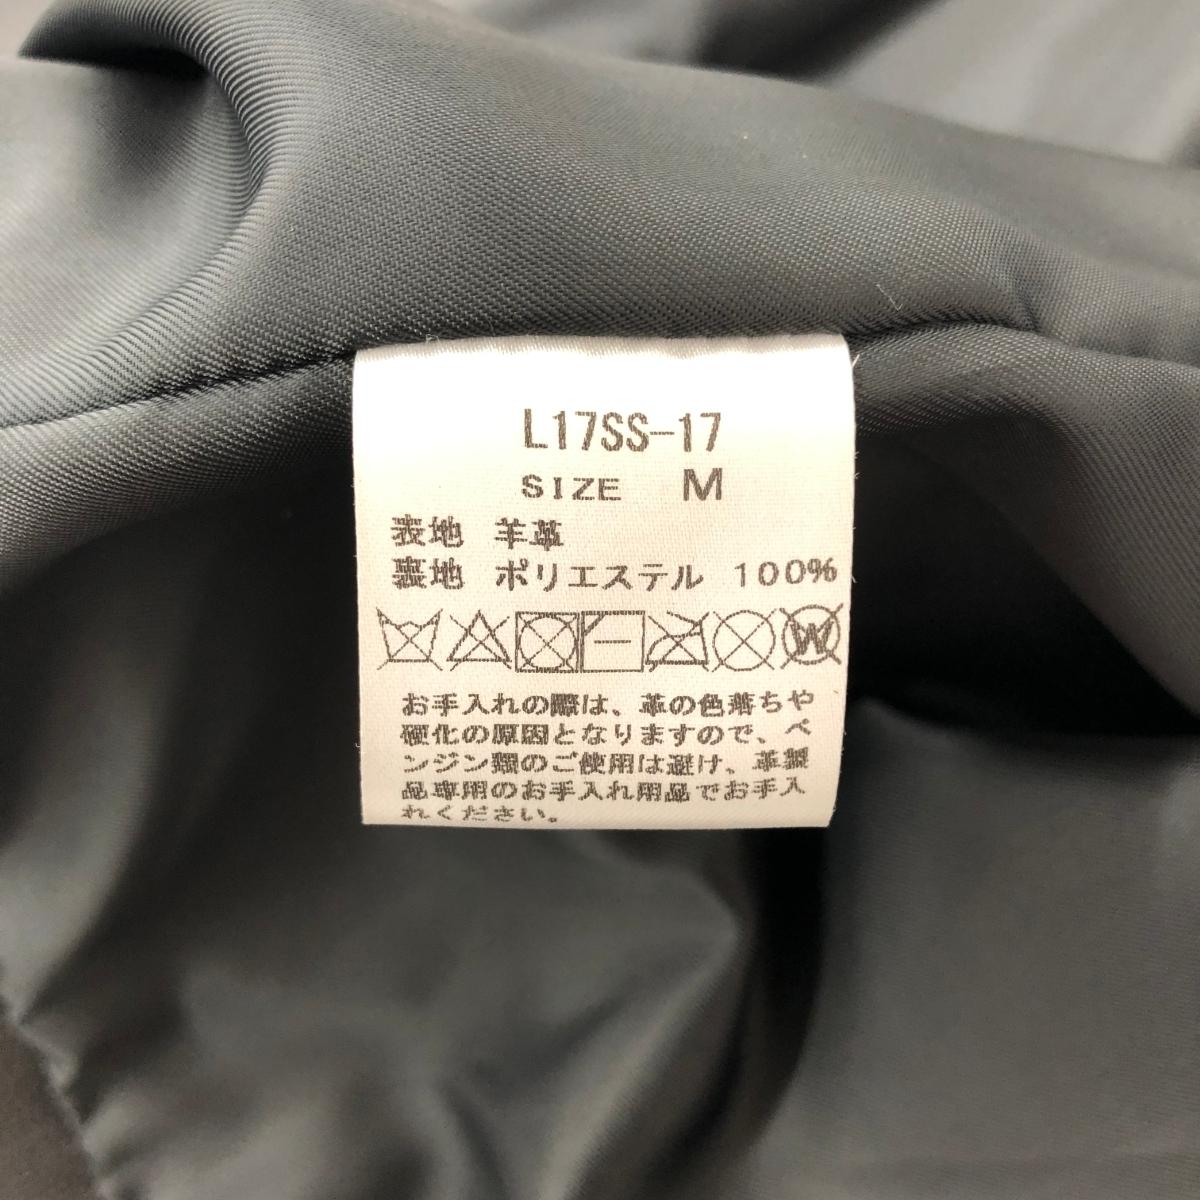 L17SS-17
SIZE M
表地 羊革
裏地 ポリエステル 100%
W
お手入れの際は、革の色落ちや
硬化の原因となりますので、ベ
ンジン類のご使用は避け、革製
品専用のお手入れ用品でお手入
れください。